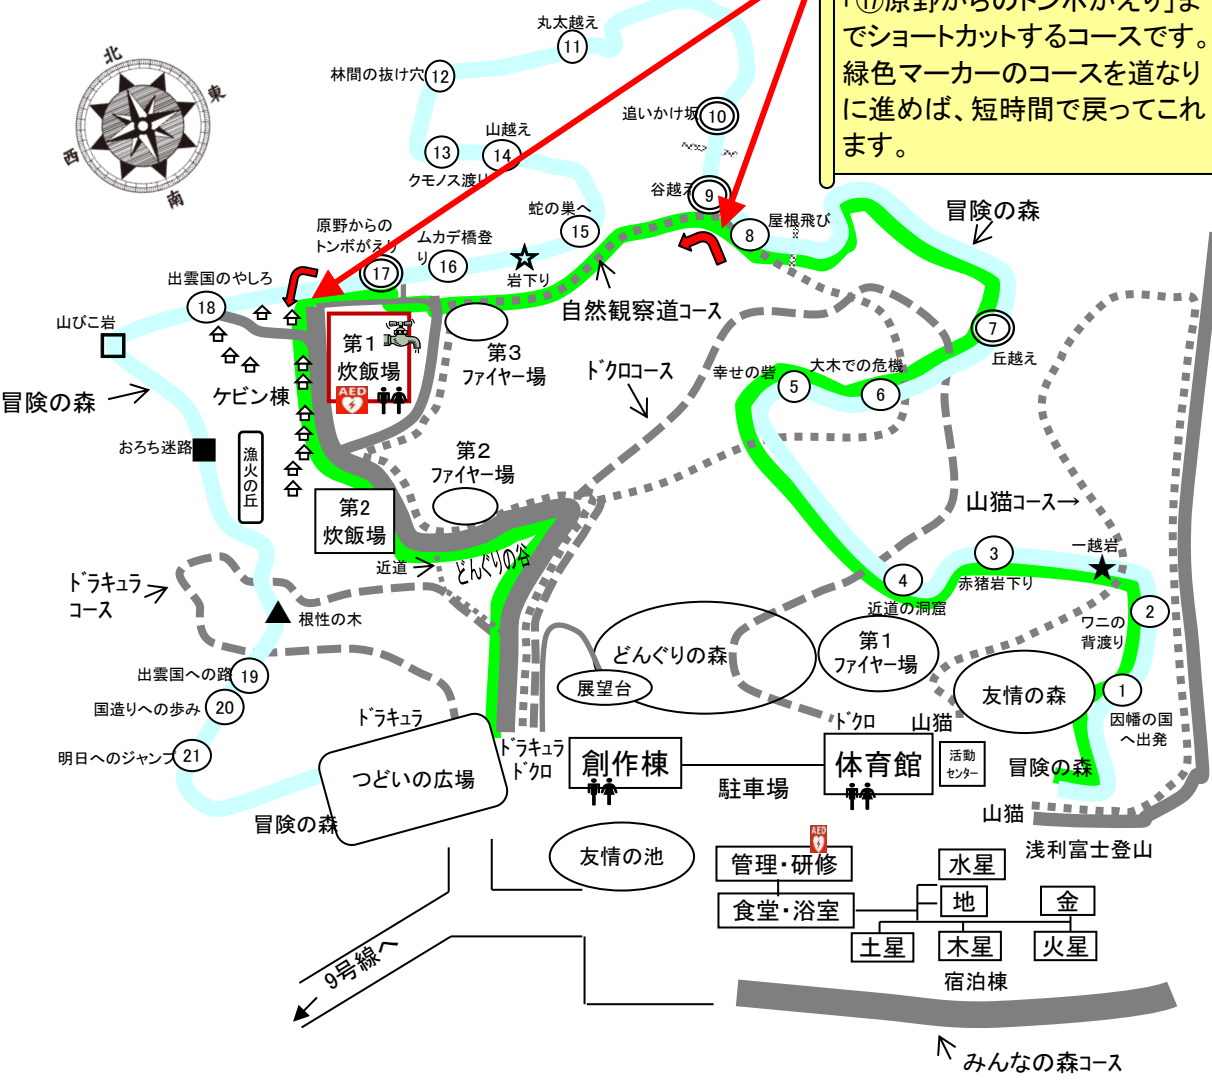 「⑰原野からのトンボがえり」ま
でショートカットするコースです。
緑色マーカーのコースを道なり
に進めば、短時間で戻ってこれ
ます。
北
東
西
南
丸太越え
11
林間の抜け穴
12
追いかけ坂
10
13
クモノス渡り
山越え
14
谷越え
9
蛇の巣へ
15
屋根飛び
8
冒険の森
原野からの
トンボがえり
17
ムカデ橋登
り
16
岩下り
出雲国のやしろ
18
山びこ岩
自然観察道コース
第1
炊飯場
AED
第3
ファイヤー場
ドクロコース
7
丘越え
大木での危機
6
幸せの砦
5
ケビン棟
冒険の森
おろち迷路
漁火の丘
第2
ファイヤー場
第2
炊飯場
山猫コース→
近道
どんぐりの谷
一越岩
3
赤猪岩下り
4
近道の洞窟
2
ワニの
背渡り
ドラキュラ
コース
根性の木
どんぐりの森
第1
ファイヤー場
友情の森
1
因幡の国
へ出発
出雲国への路
19
国造りへの歩み
20
展望台
明日へのジャンプ
21
ドラキュラ
つどいの広場
ドラキュラ
ドクロ
ドクロ
山猫
創作棟
駐車場
体育館
活動
センター
冒険の森
冒険の森
山猫
浅利富士登山
友情の池
AED
管理・研修
食堂・浴室
水星
地
金
土星
木星
火星
宿泊棟
9号線へ
みんなの森コース